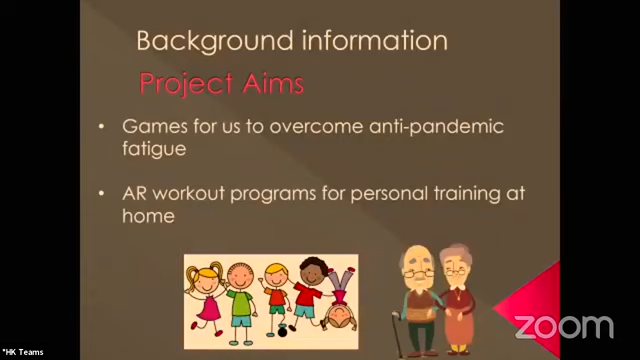 Background information
Project Aims
• Games for us to overcome anti-pandemic
fatigue
• AR workout programs for personal training at
home
zoom
"HK Teams